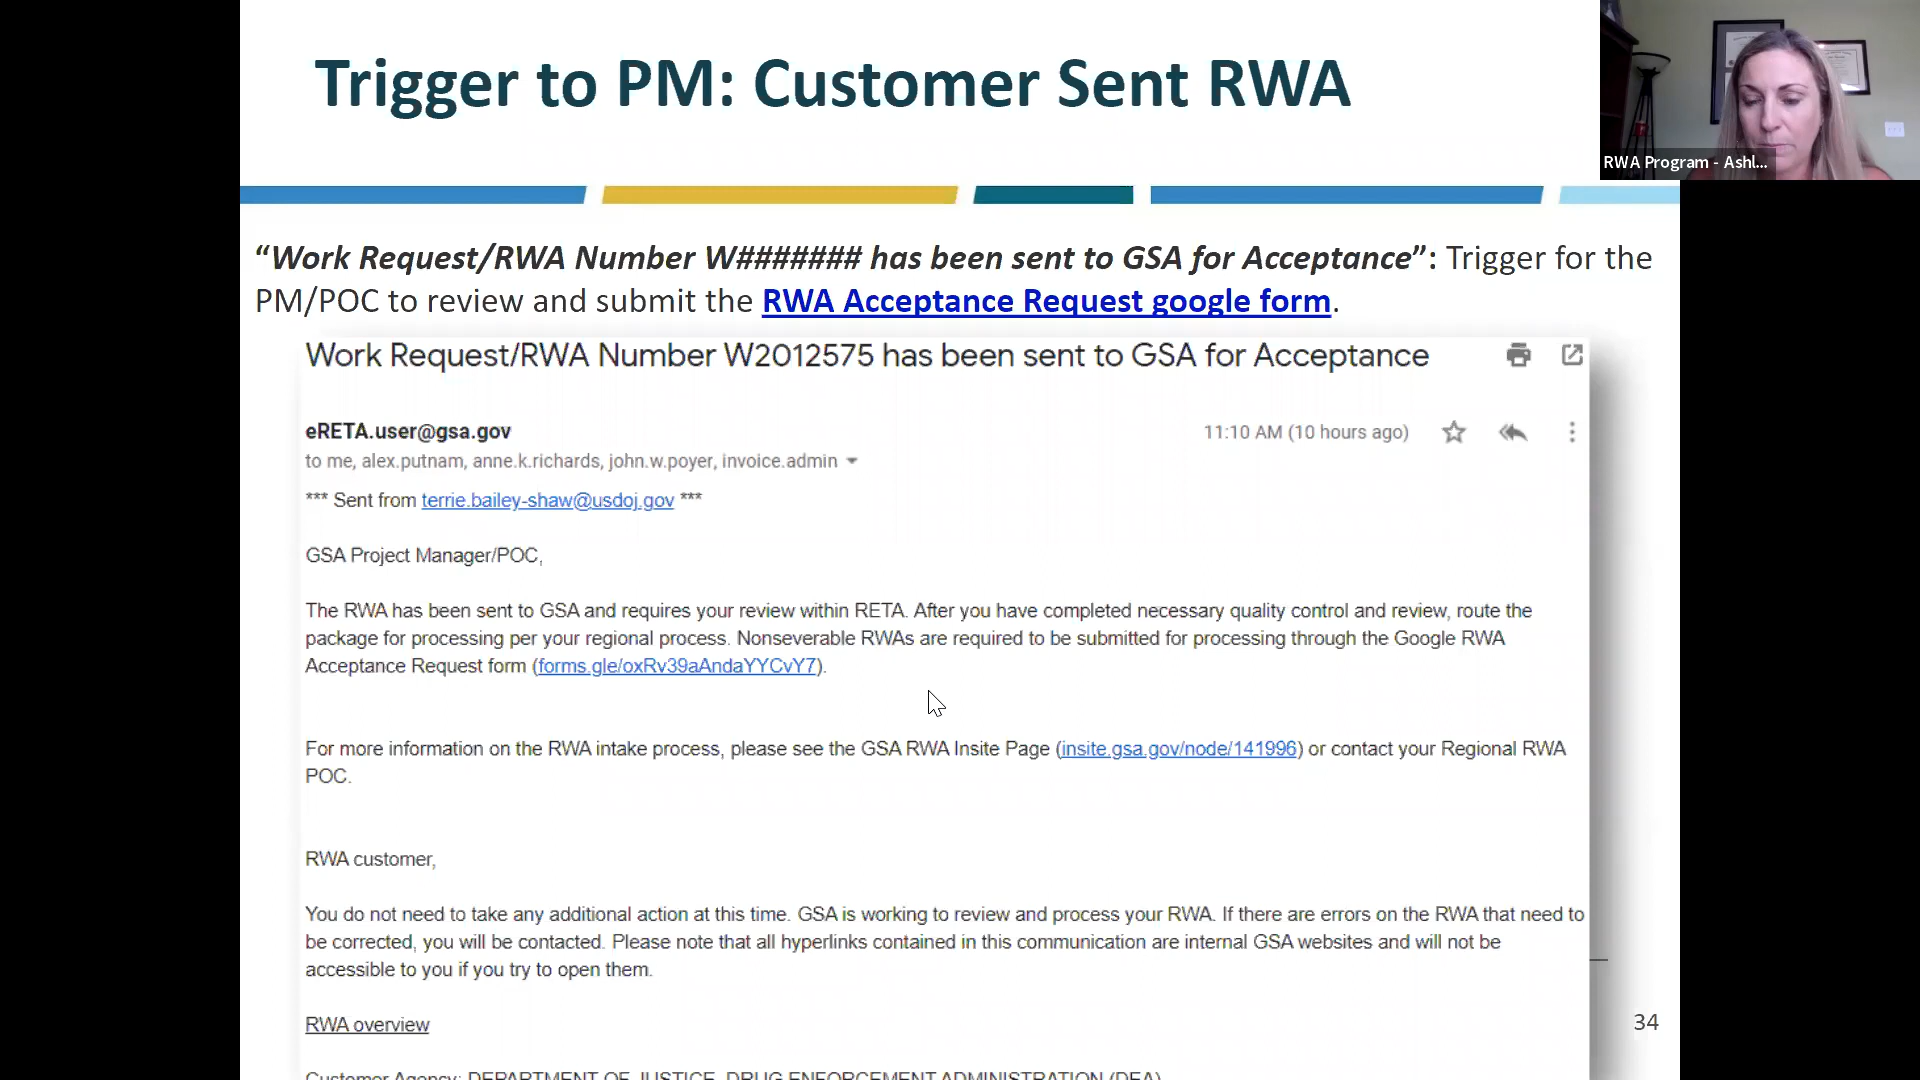 Trigger to PM: Customer Sent RWA
RWA Program - Ashl...
“Work Request/RWA Number W####### has been sent to GSA for Acceptance”: Trigger for the
PM/POC to review and submit the RWA Acceptance Request google form.
Work Request/RWA Number W2012575 has been sent to GSA for Acceptance
eRETA.user@gsa.gov
11:10 AM (10 hours ago)
to me, alex.putnam, anne.k.richards, john.w.poyer, invoice.admin
*** Sent from terrie.bailey-shaw@usdoj.gov ***
GSA Project Manager/POC,
The RWA has been sent to GSA and requires your review within RETA. After you have completed necessary quality control and review, route the
package for processing per your regional process. Nonseverable RWAs are required to be submitted for processing through the Google RWA
Acceptance Request form (forms.gle/oxRv39aAndaYYCvY7).
For more information on the RWA intake process, please see the GSA RWA Insite Page (insite.gsa.gov/node/141996) or contact your Regional RWA
POC.
RWA customer,
You do not need to take any additional action at this time. GSA is working to review and process your RWA. If there are errors on the RWA that need to
be corrected, you will be contacted. Please note that all hyperlinks contained in this communication are internal GSA websites and will not be
accessible to you if you try to open them.
RWA overview
34
Customer Agency: DEPARTMENT OF JUSTICE, DRUG ENFORCEMENT ADMINISTRATION (DEA)